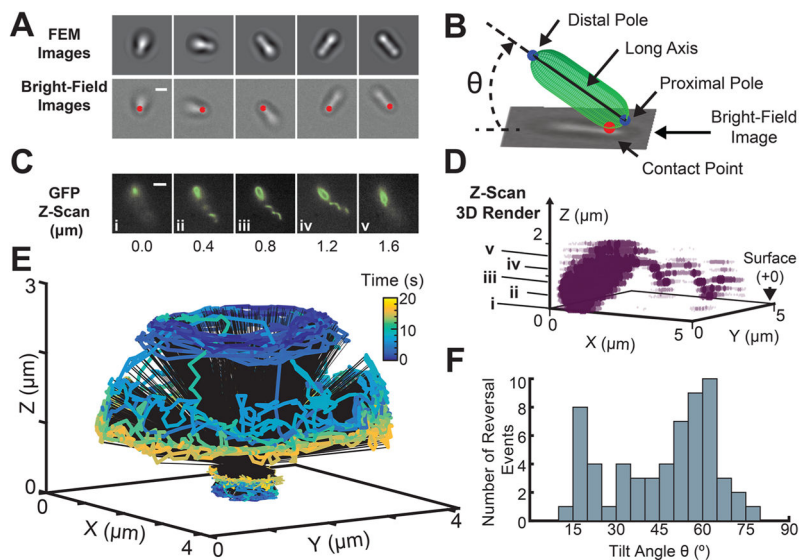 A
FEM
Images
Bright-Field
Images
B
Distal Pole
Long Axis
θ
Proximal Pole
Bright-Field
Image
Contact Point
C
GFP
Z-Scan
(μm)
i
ii
iii
iv
v
0.0
0.4
0.8
1.2
1.6
D
Z-Scan
3D Render
Z (μm)
2
v
iv
iii
ii
i
0
Surface
(+0)
5
X (μm)
5
0
Y (μm)
E
Time (s)
20
10
0
3
Z (μm)
0
X (μm)
4
0
Y (μm)
4
F
Number of Reversal
Events
10
8
6
4
2
0
15
30
45
60
75
90
Tilt Angle θ (º)